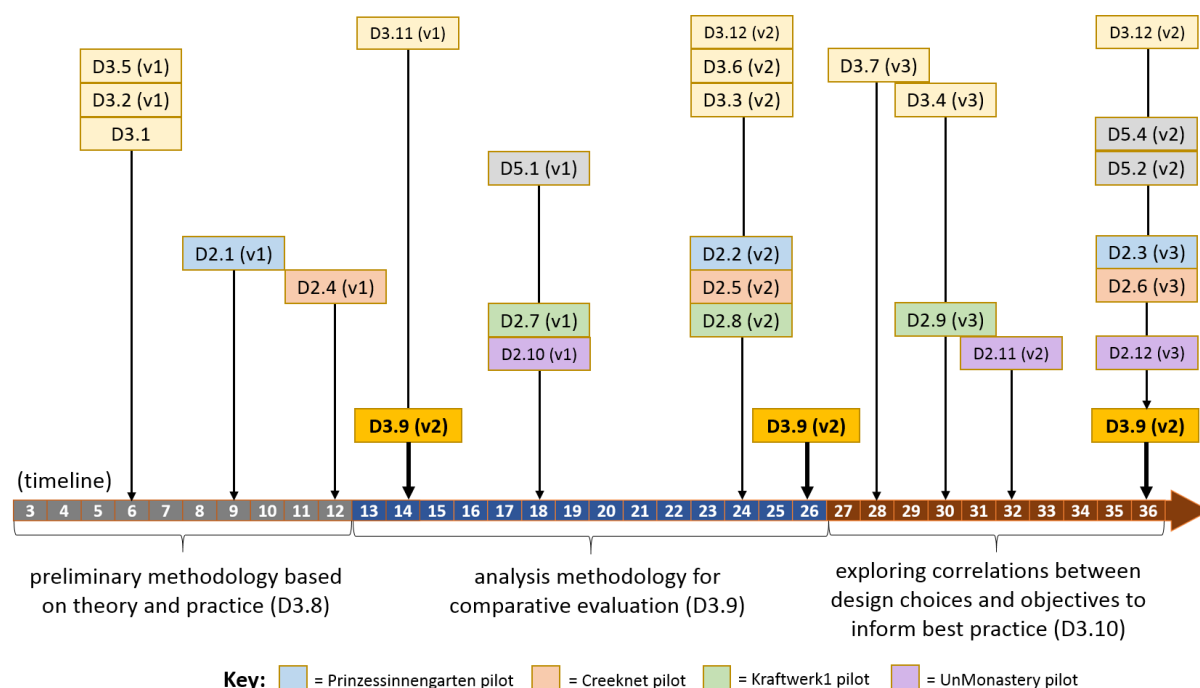 D3.11 (v1)
D3.12 (v2)
D3.12 (v2)
D3.5 (v1)
D3.6 (v2)
D3.7 (v3)
D3.2 (v1)
D3.3 (v2)
D3.4 (v3)
D3.1
D5.4 (v2)
D5.1 (v1)
D5.2 (v2)
D2.1 (v1)
D2.2 (v2)
D2.3 (v3)
D2.4 (v1)
D2.5 (v2)
D2.6 (v3)
D2.7 (v1)
D2.8 (v2)
D2.9 (v3)
D2.10 (v1)
D2.11 (v2)
D2.12 (v3)
D3.9 (v2)
D3.9 (v2)
D3.9 (v2)
(timeline)
3 4 5 6 7 8 9 10 11 12 13 14 15 16 17 18 19 20 21 22 23 24 25 26 27 28 29 30 31 32 33 34 35 36
preliminary methodology based
on theory and practice (D3.8)
analysis methodology for
comparative evaluation (D3.9)
exploring correlations between
design choices and objectives to
inform best practice (D3.10)
Key: = Prinzessinnengarten pilot = Creeknet pilot = Kraftwerk1 pilot = UnMonastery pilot